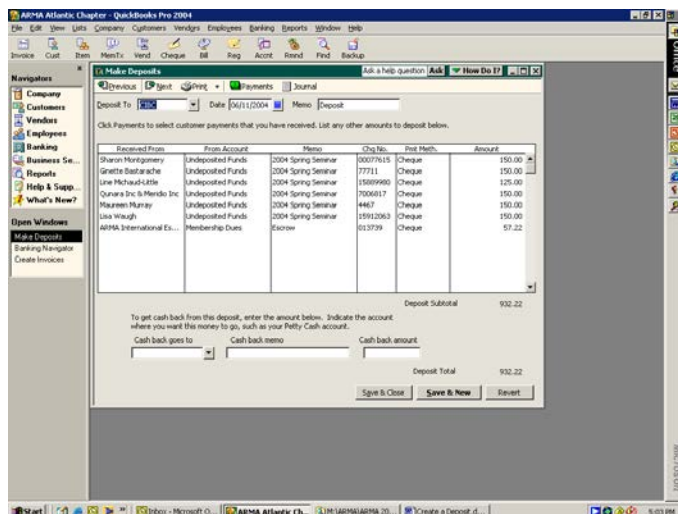 ARMA Atlantic Chapter - QuickBooks Pro 2004
File Edit View Lists Company Customers Vendors Employees Banking Reports Window Help
Invoice Cust Item MemTx Vend Cheque Bill Reg Accnt Rmnd Find Backup
Navigators
Company
Customers
Vendors
Employees
Banking
Business Se...
Reports
Help & Supp...
What's New?
Open Windows
Make Deposits
Banking Navigator
Create Invoices
Make Deposits Ask a help question Ask How Do I?
Previous Next Print Payments Journal
Deposit To CIBC Date 06/11/2004 Memo Deposit
Click Payments to select customer payments that you have received. List any other amounts to deposit below.
Received From From Account Memo Chq No. Pmt Meth. Amount
Sharon Montgomery Undeposited Funds 2004 Spring Seminar 00077615 Cheque 150.00
Ginette Bastarache Undeposited Funds 2004 Spring Seminar 77711 Cheque 150.00
Line Michaud-Little Undeposited Funds 2004 Spring Seminar 15889980 Cheque 125.00
Qunara Inc & Meridio Inc Undeposited Funds 2004 Spring Seminar 7006817 Cheque 150.00
Maureen Murray Undeposited Funds 2004 Spring Seminar 4467 Cheque 150.00
Lisa Waugh Undeposited Funds 2004 Spring Seminar 15912063 Cheque 150.00
ARMA International Es... Membership Dues Escrow 013739 Cheque 57.22
Deposit Subtotal 932.22
To get cash back from this deposit, enter the amount below. Indicate the account
where you want this money to go, such as your Petty Cash account.
Cash back goes to Cash back memo Cash back amount
Deposit Total 932.22
Save & Close Save & New Revert
Start Inbox - Microsoft O... ARMA Atlantic Ch... M:\ARMA\ARMA 20... Create a Deposit.d... 5:03 PM
Office